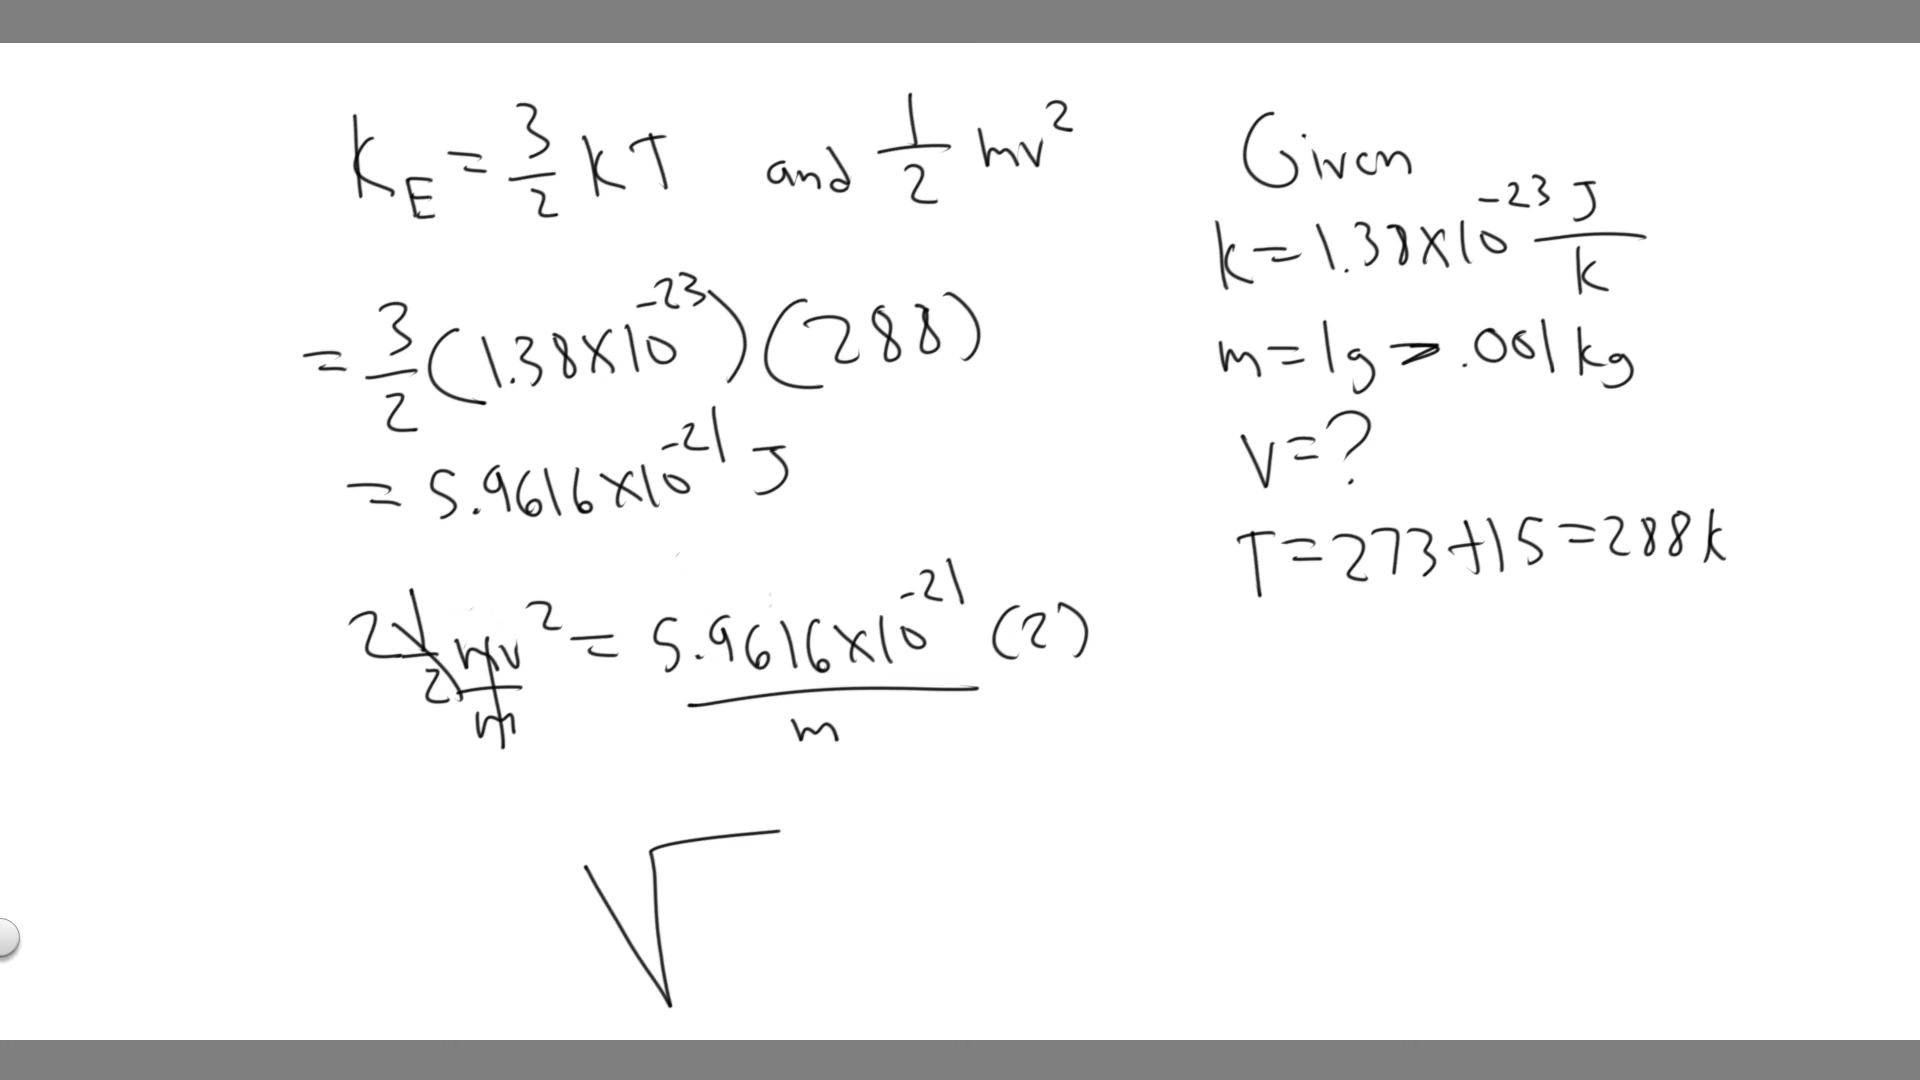 K_E = 3/2 kT and 1/2 mv²
= 3/2 (1.38×10⁻²³)(288)
= 5.9616×10⁻²¹ J
2 1/2 mv²/m = 5.9616×10⁻²¹ (2)/m
√
Given
k = 1.38×10⁻²³ J/K
m = 1g > .001 kg
v = ?
T = 273+15 = 288 k